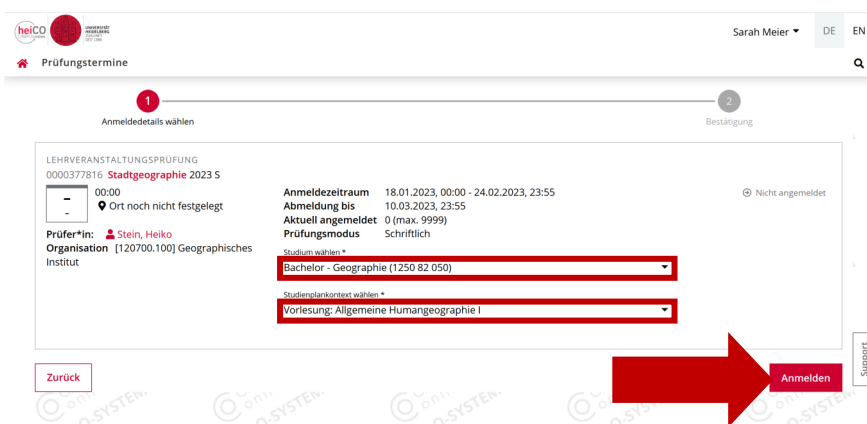 heiCO
UNIVERSITÄT
HEIDELBERG
ZUKUNFT
SEIT 1386
Sarah Meier
DE
EN
Prüfungstermine
1
2
Anmeldedetails wählen
Bestätigung
LEHRVERANSTALTUNGSPRÜFUNG
0000377816 Stadtgeographie 2023 S
-
-
00:00
Ort noch nicht festgelegt
Prüfer*in: Stein, Heiko
Organisation [120700.100] Geographisches
Institut
Anmeldezeitraum 18.01.2023, 00:00 - 24.02.2023, 23:55
Abmeldung bis 10.03.2023, 23:55
Aktuell angemeldet 0 (max. 9999)
Prüfungsmodus Schriftlich
Nicht angemeldet
Studium wählen *
Bachelor - Geographie (1250 82 050)
Studienplankontext wählen *
Vorlesung: Allgemeine Humangeographie I
Support
Zurück
Anmelden